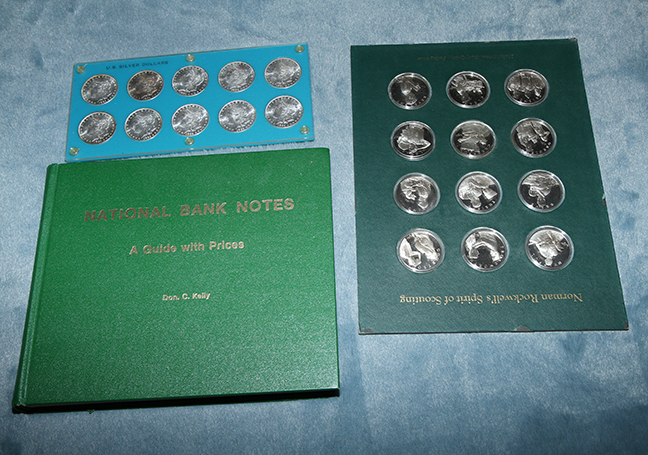 U.S. SILVER DOLLARS
NATIONAL BANK NOTES
A Guide with Prices
Don. C. Kelly
Norman Rockwell's Spirit of Scouting